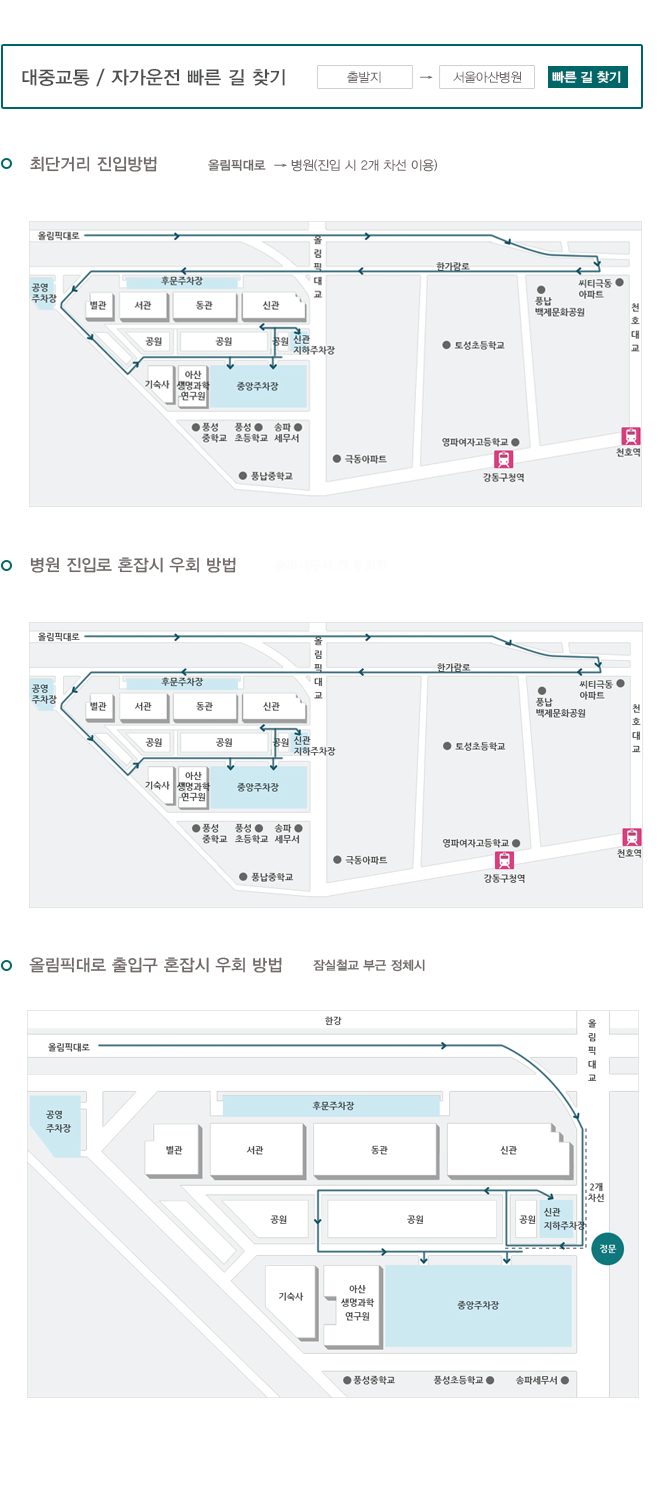 대중교통 / 자가운전 빠른 길 찾기
출발지 → 서울아산병원
빠른 길 찾기
최단거리 진입방법
올림픽대로 → 병원(진입 시 2개 차선 이용)
올림픽대로
올
림
픽
대
교
한가람로
공영
주차장
후문주차장
씨티극동
아파트
풍납
백제문화공원
천
호
대
교
별관
서관
동관
신관
공원
공원
공원
신관
지하주차장
토성초등학교
기숙사
아산
생명과학
연구원
중앙주차장
풍성
중학교
풍성
초등학교
송파
세무서
영파여자고등학교
천호역
극동아파트
강동구청역
풍납중학교
병원 진입로 혼잡시 우회 방법
올림픽대로
올
림
픽
대
교
한가람로
공영
주차장
후문주차장
씨티극동
아파트
풍납
백제문화공원
천
호
대
교
별관
서관
동관
신관
공원
공원
공원
신관
지하주차장
토성초등학교
기숙사
아산
생명과학
연구원
중앙주차장
풍성
중학교
풍성
초등학교
송파
세무서
영파여자고등학교
천호역
극동아파트
강동구청역
풍납중학교
올림픽대로 출입구 혼잡시 우회 방법
잠실철교 부근 정체시
한강
올
림
픽
대
교
올림픽대로
공영
주차장
후문주차장
별관
서관
동관
신관
2개
차선
공원
공원
공원
신관
지하주차장
정문
기숙사
아산
생명과학
연구원
중앙주차장
풍성중학교
풍성초등학교
송파세무서